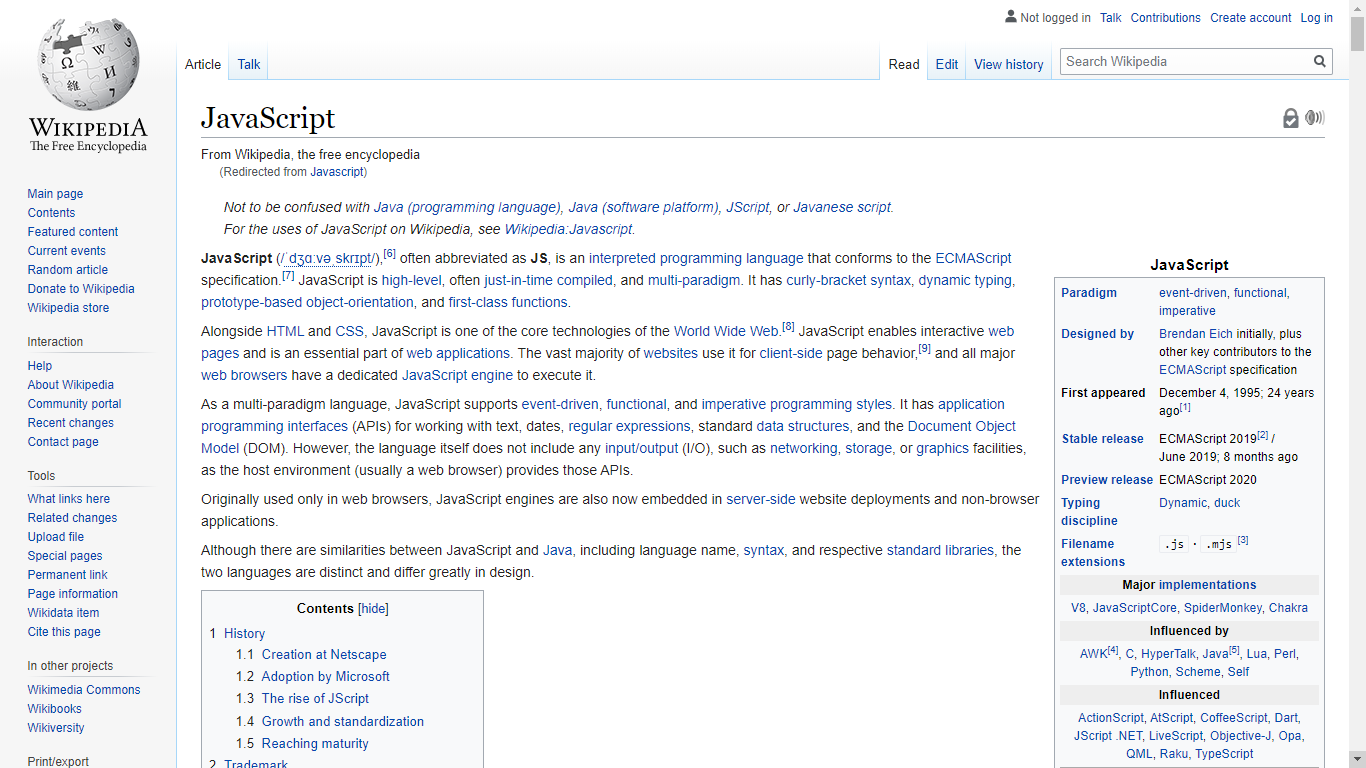 Not logged in Talk Contributions Create account Log in
Article Talk Read Edit View history Search Wikipedia
WIKIPEDIA
The Free Encyclopedia
Main page
Contents
Featured content
Current events
Random article
Donate to Wikipedia
Wikipedia store
Interaction
Help
About Wikipedia
Community portal
Recent changes
Contact page
Tools
What links here
Related changes
Upload file
Special pages
Permanent link
Page information
Wikidata item
Cite this page
In other projects
Wikimedia Commons
Wikibooks
Wikiversity
Print/export
JavaScript
From Wikipedia, the free encyclopedia
(Redirected from Javascript)
Not to be confused with Java (programming language), Java (software platform), JScript, or Javanese script.
For the uses of JavaScript on Wikipedia, see Wikipedia:Javascript.
JavaScript (/ˈdʒɑːvəˌskrɪpt/),[6] often abbreviated as JS, is an interpreted programming language that conforms to the ECMAScript
specification.[7] JavaScript is high-level, often just-in-time compiled, and multi-paradigm. It has curly-bracket syntax, dynamic typing,
prototype-based object-orientation, and first-class functions.
Alongside HTML and CSS, JavaScript is one of the core technologies of the World Wide Web.[8] JavaScript enables interactive web
pages and is an essential part of web applications. The vast majority of websites use it for client-side page behavior,[9] and all major
web browsers have a dedicated JavaScript engine to execute it.
As a multi-paradigm language, JavaScript supports event-driven, functional, and imperative programming styles. It has application
programming interfaces (APIs) for working with text, dates, regular expressions, standard data structures, and the Document Object
Model (DOM). However, the language itself does not include any input/output (I/O), such as networking, storage, or graphics facilities,
as the host environment (usually a web browser) provides those APIs.
Originally used only in web browsers, JavaScript engines are also now embedded in server-side website deployments and non-browser
applications.
Although there are similarities between JavaScript and Java, including language name, syntax, and respective standard libraries, the
two languages are distinct and differ greatly in design.
Contents [hide]
1 History
1.1 Creation at Netscape
1.2 Adoption by Microsoft
1.3 The rise of JScript
1.4 Growth and standardization
1.5 Reaching maturity
2 Trademark
JavaScript
Paradigm event-driven, functional,
imperative
Designed by Brendan Eich initially, plus
other key contributors to the
ECMAScript specification
First appeared December 4, 1995; 24 years
ago[1]
Stable release ECMAScript 2019[2] /
June 2019; 8 months ago
Preview release ECMAScript 2020
Typing Dynamic, duck
discipline
Filename .js · .mjs [3]
extensions
Major implementations
V8, JavaScriptCore, SpiderMonkey, Chakra
Influenced by
AWK[4], C, HyperTalk, Java[5], Lua, Perl,
Python, Scheme, Self
Influenced
ActionScript, AtScript, CoffeeScript, Dart,
JScript .NET, LiveScript, Objective-J, Opa,
QML, Raku, TypeScript